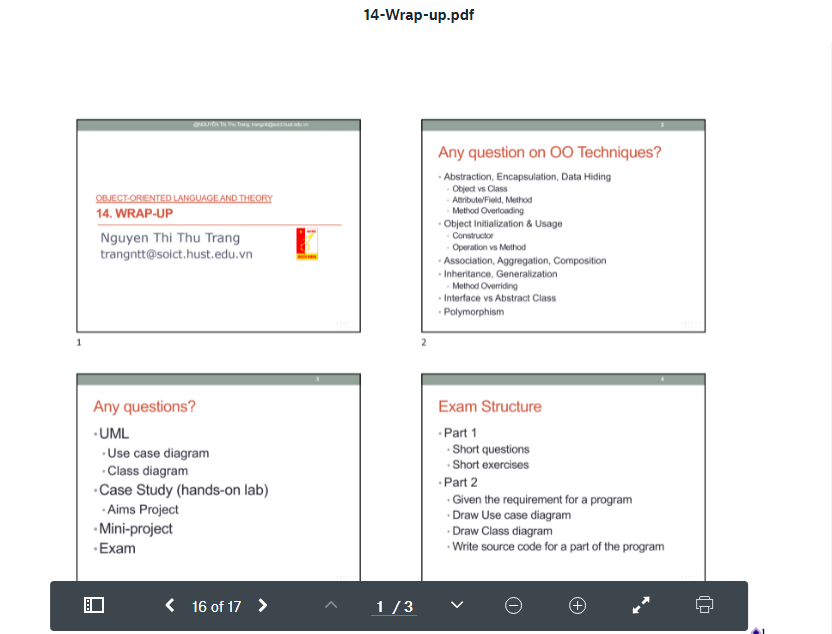 14-Wrap-up.pdf
@NGUYỄN Thị Thu Trang, trangntt@soict.hust.edu.vn
OBJECT-ORIENTED LANGUAGE AND THEORY
14. WRAP-UP
Nguyen Thi Thu Trang
trangntt@soict.hust.edu.vn
1
2
Any question on OO Techniques?
• Abstraction, Encapsulation, Data Hiding
• Object vs Class
• Attribute/Field, Method
• Method Overloading
• Object Initialization & Usage
• Constructor
• Operation vs Method
• Association, Aggregation, Composition
• Inheritance, Generalization
• Method Overriding
• Interface vs Abstract Class
• Polymorphism
2
3
Any questions?
• UML
• Use case diagram
• Class diagram
• Case Study (hands-on lab)
• Aims Project
• Mini-project
• Exam
4
Exam Structure
• Part 1
• Short questions
• Short exercises
• Part 2
• Given the requirement for a program
• Draw Use case diagram
• Draw Class diagram
• Write source code for a part of the program
16 of 17
1 / 3